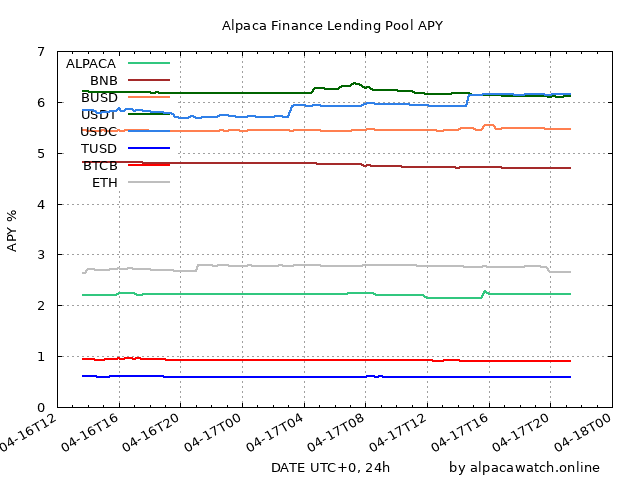 Alpaca Finance Lending Pool APY
7
6
5
4
3
2
1
0
APY %
ALPACA
BNB
BUSD
USDT
USDC
TUSD
BTCB
ETH
04-16T12
04-16T16
04-16T20
04-17T00
04-17T04
04-17T08
04-17T12
04-17T16
04-17T20
04-18T00
DATE UTC+0, 24h
by alpacawatch.online